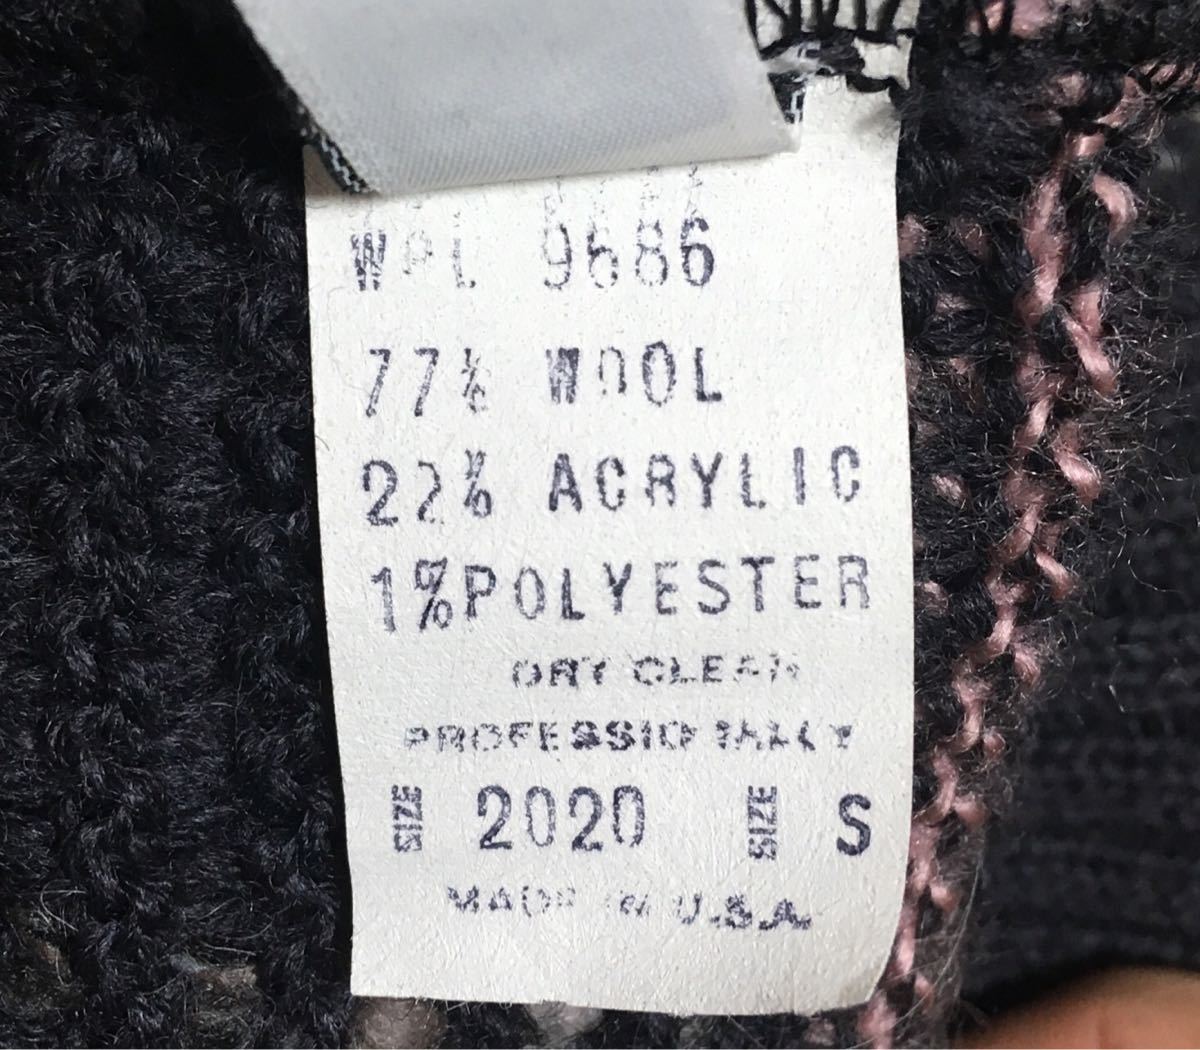 WPL 9686
77% WOOL
22% ACRYLIC
1% POLYESTER
DRY CLEAN
PROFESSIONALLY
SIZE 2020 SIZE S
MADE IN U.S.A.